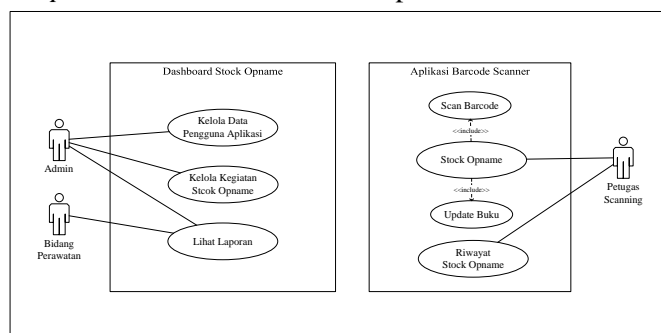 Dashboard Stock Opname
Kelola Data
Pengguna Aplikasi
Kelola Kegiatan
Stcok Opname
Lihat Laporan
Admin
Bidang
Perawatan
Aplikasi Barcode Scanner
Scan Barcode
<<include>>
Stock Opname
<<include>>
Update Buku
Riwayat
Stock Opname
Petugas
Scanning